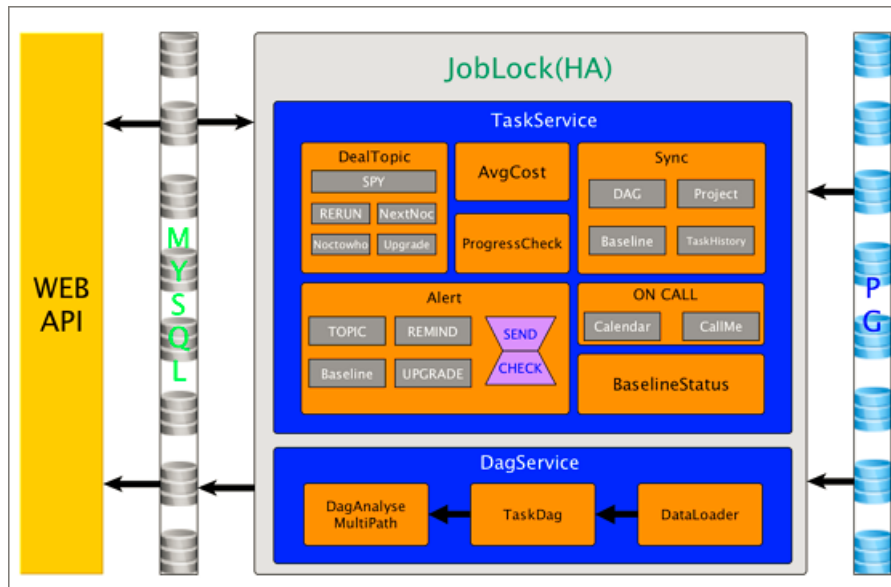 WEB
API
M
Y
S
Q
L
JobLock(HA)
TaskService
DealTopic
SPY
RERUN
NextNoc
Noctowho
Upgrade
AvgCost
ProgressCheck
Sync
DAG
Project
Baseline
TaskHistory
Alert
TOPIC
REMIND
Baseline
UPGRADE
SEND
CHECK
ON CALL
Calendar
CallMe
BaselineStatus
DagService
DagAnalyse
MultiPath
TaskDag
DataLoader
P
G